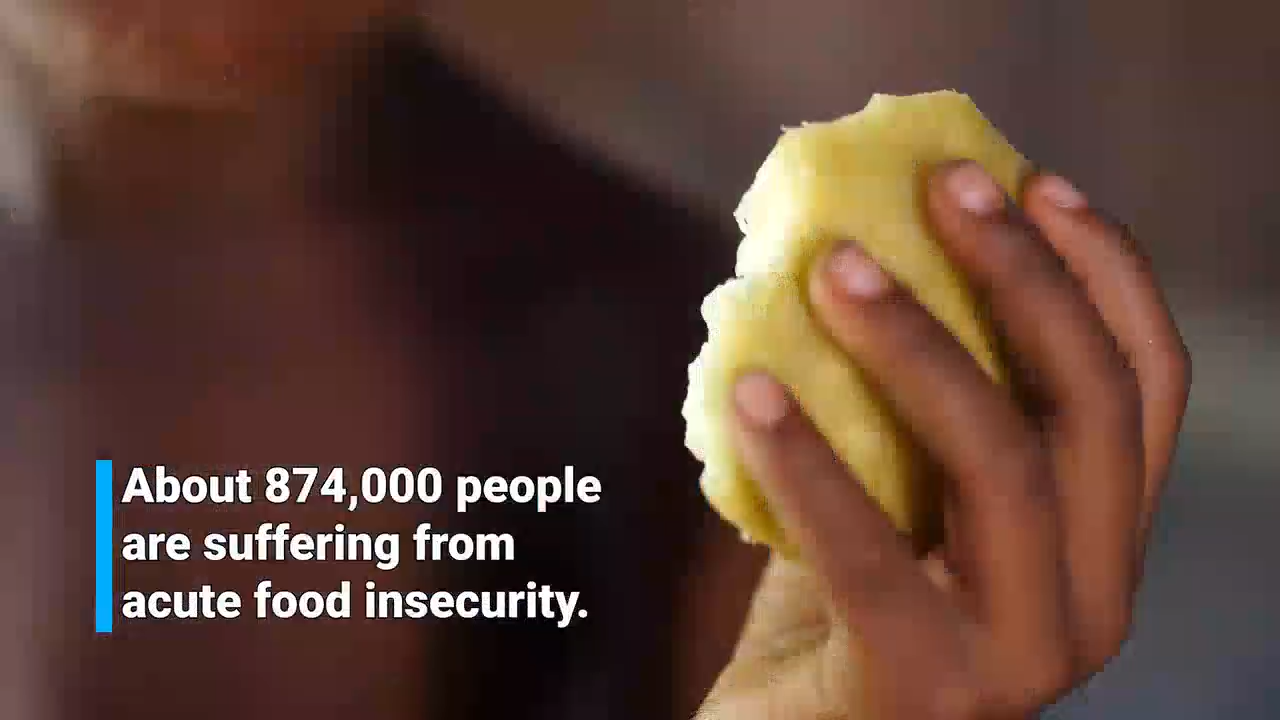 About 874,000 people
are suffering from
acute food insecurity.